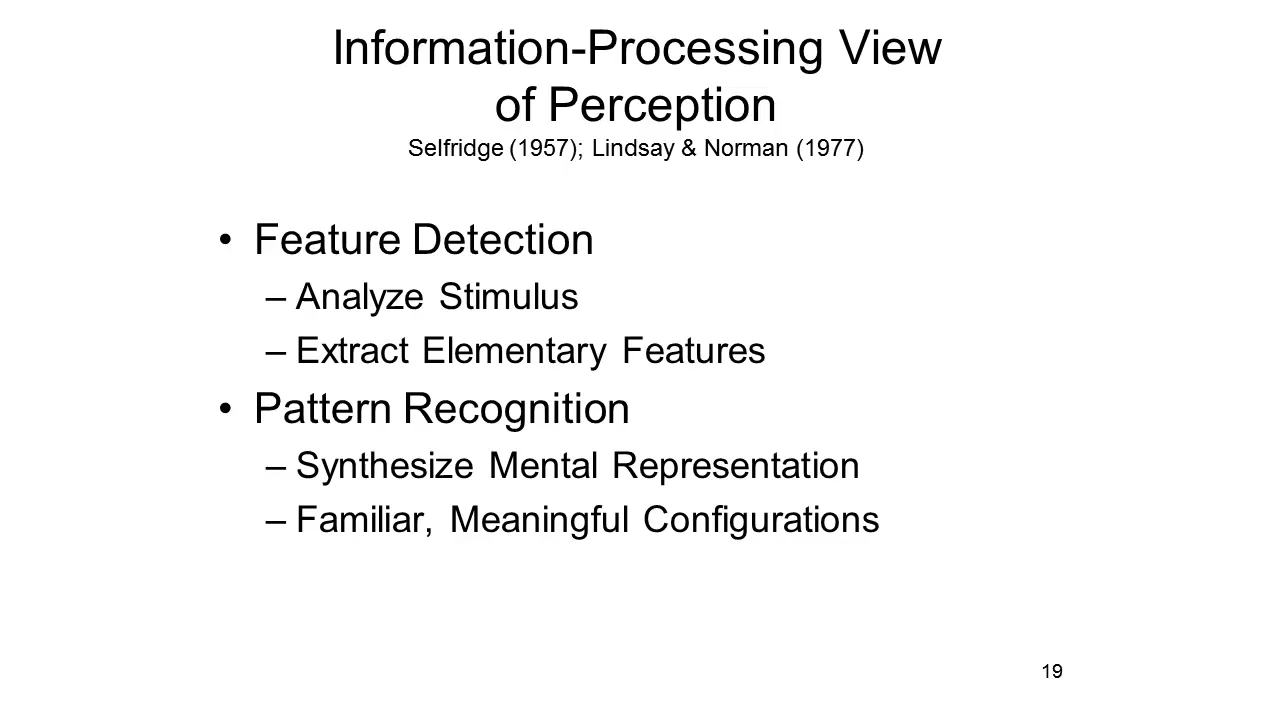 Information-Processing View
of Perception
Selfridge (1957); Lindsay & Norman (1977)
• Feature Detection
– Analyze Stimulus
– Extract Elementary Features
• Pattern Recognition
– Synthesize Mental Representation
– Familiar, Meaningful Configurations
19